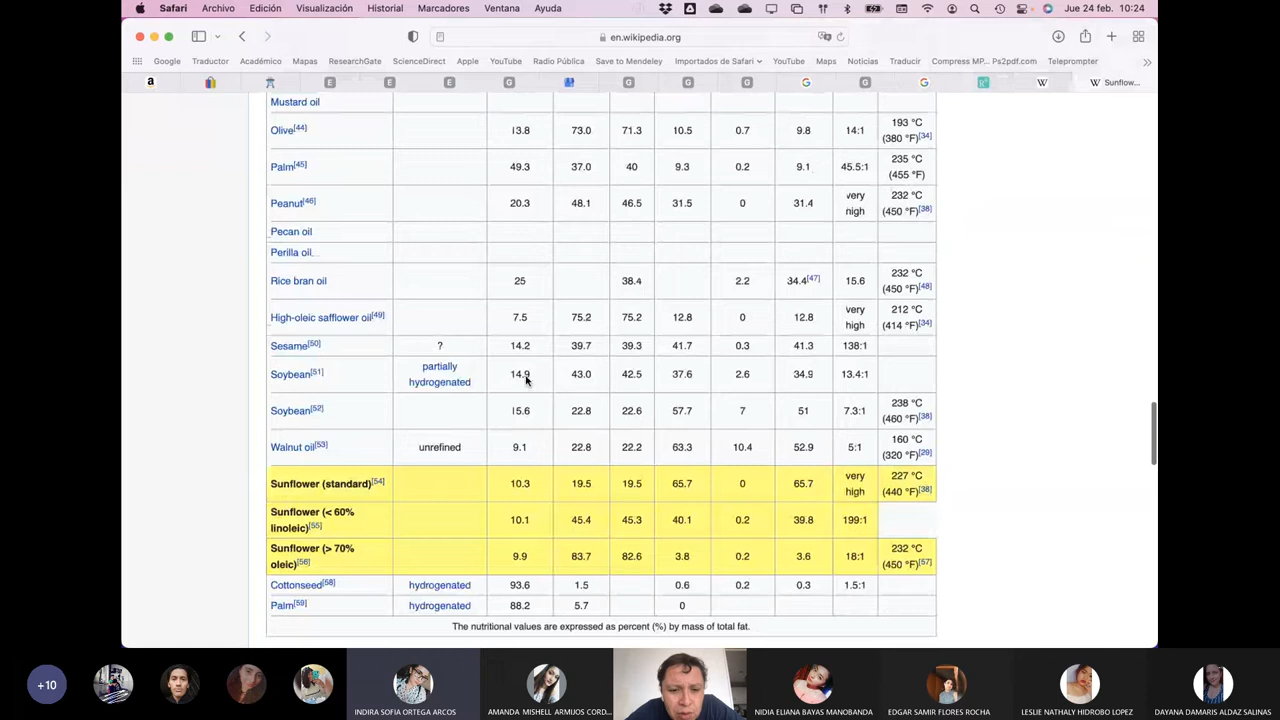 Safari Archivo Edición Visualización Historial Marcadores Ventana Ayuda Jue 24 feb. 10:24
en.wikipedia.org
Google Traductor Académico Mapas ResearchGate ScienceDirect Apple YouTube Radio Pública Save to Mendeley Importados de Safari YouTube Maps Noticias Traducir Compress MP... Ps2pdf.com Teleprompter
Sunflow...
Mustard oil
Olive[44] 13.8 73.0 71.3 10.5 0.7 9.8 14:1 193 °C
(380 °F)[34]
Palm[45] 49.3 37.0 40 9.3 0.2 9.1 45.5:1 235 °C
(455 °F)
Peanut[46] 20.3 48.1 46.5 31.5 0 31.4 very
high 232 °C
(450 °F)[38]
Pecan oil
Perilla oil
Rice bran oil 25 38.4 2.2 34.4[47] 15.6 232 °C
(450 °F)[48]
High-oleic safflower oil[49] 7.5 75.2 75.2 12.8 0 12.8 very
high 212 °C
(414 °F)[34]
Sesame[50] ? 14.2 39.7 39.3 41.7 0.3 41.3 138:1
Soybean[51] partially
hydrogenated 14.9 43.0 42.5 37.6 2.6 34.9 13.4:1
Soybean[52] 15.6 22.8 22.6 57.7 7 51 7.3:1 238 °C
(460 °F)[38]
Walnut oil[53] unrefined 9.1 22.8 22.2 63.3 10.4 52.9 5:1 160 °C
(320 °F)[29]
Sunflower (standard)[54] 10.3 19.5 19.5 65.7 0 65.7 very
high 227 °C
(440 °F)[38]
Sunflower (< 60%
linoleic)[55] 10.1 45.4 45.3 40.1 0.2 39.8 199:1
Sunflower (> 70%
oleic)[56] 9.9 83.7 82.6 3.8 0.2 3.6 18:1 232 °C
(450 °F)[57]
Cottonseed[58] hydrogenated 93.6 1.5 0.6 0.2 0.3 1.5:1
Palm[59] hydrogenated 88.2 5.7 0
The nutritional values are expressed as percent (%) by mass of total fat.
+10
INDIRA SOFIA ORTEGA ARCOS
AMANDA MISHELL ARMIJOS CORD...
NIDIA ELIANA BAYAS MANOBANDA
EDGAR SAMIR FLORES ROCHA
LESLIE NATHALY HIDROBO LOPEZ
DAYANA DAMARIS ALDAZ SALINAS